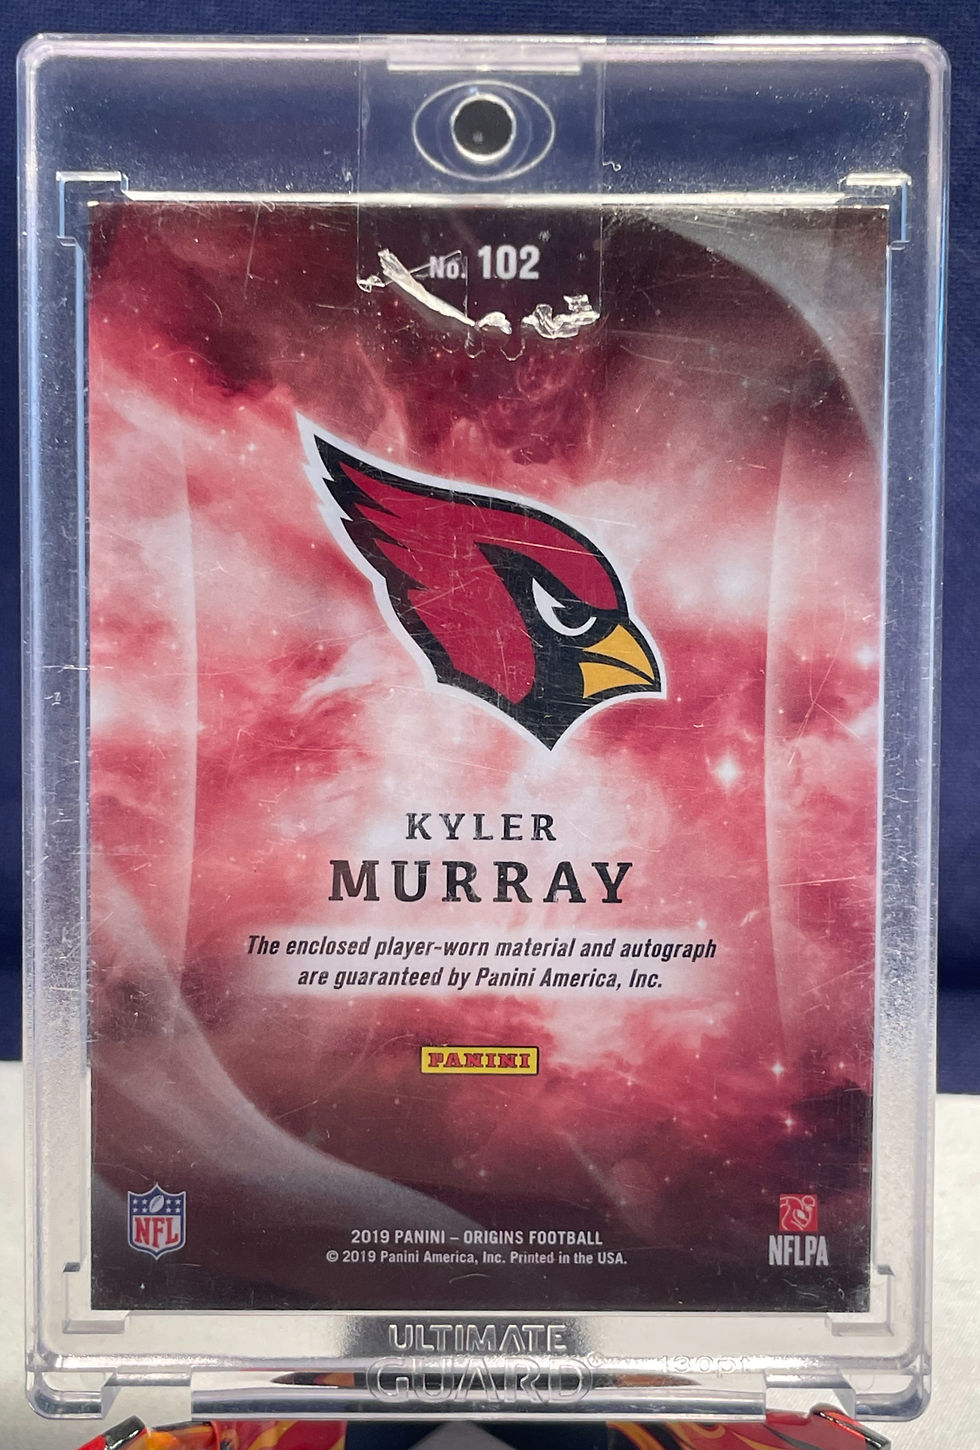 No. 102
KYLER
MURRAY
The enclosed player-worn material and autograph
are guaranteed by Panini America, Inc.
PANINI
NFL
NFLPA
2019 PANINI – ORIGINS FOOTBALL
© 2019 Panini America, Inc. Printed in the USA.
ULTIMATE
GUARD® 130pt